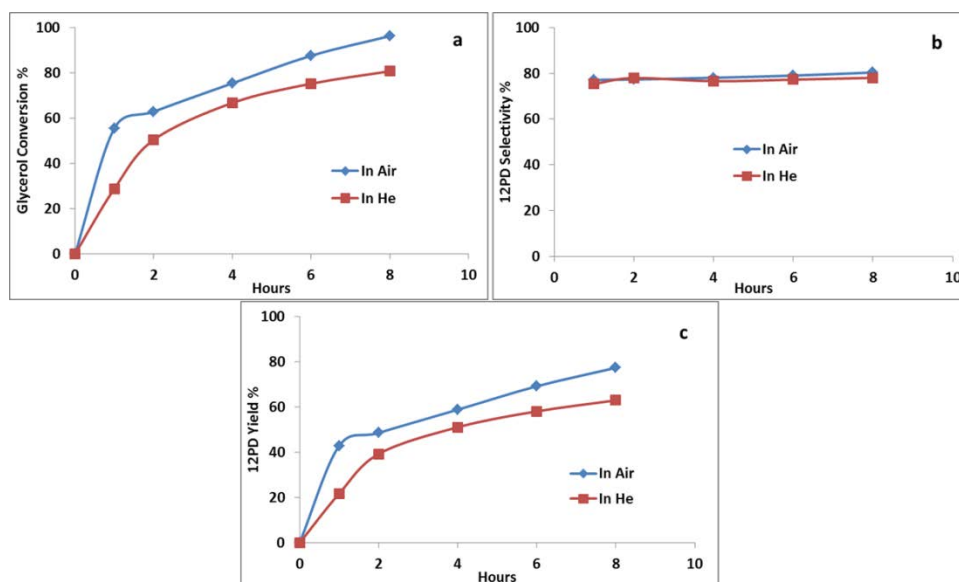 a
Glycerol Conversion %
100
80
60
40
20
0
In Air
In He
0 2 4 6 8 10
Hours
b
12PD Selectivity %
100
80
60
40
20
0
In Air
In He
0 2 4 6 8 10
Hours
c
12PD Yield %
100
80
60
40
20
0
In Air
In He
0 2 4 6 8 10
Hours